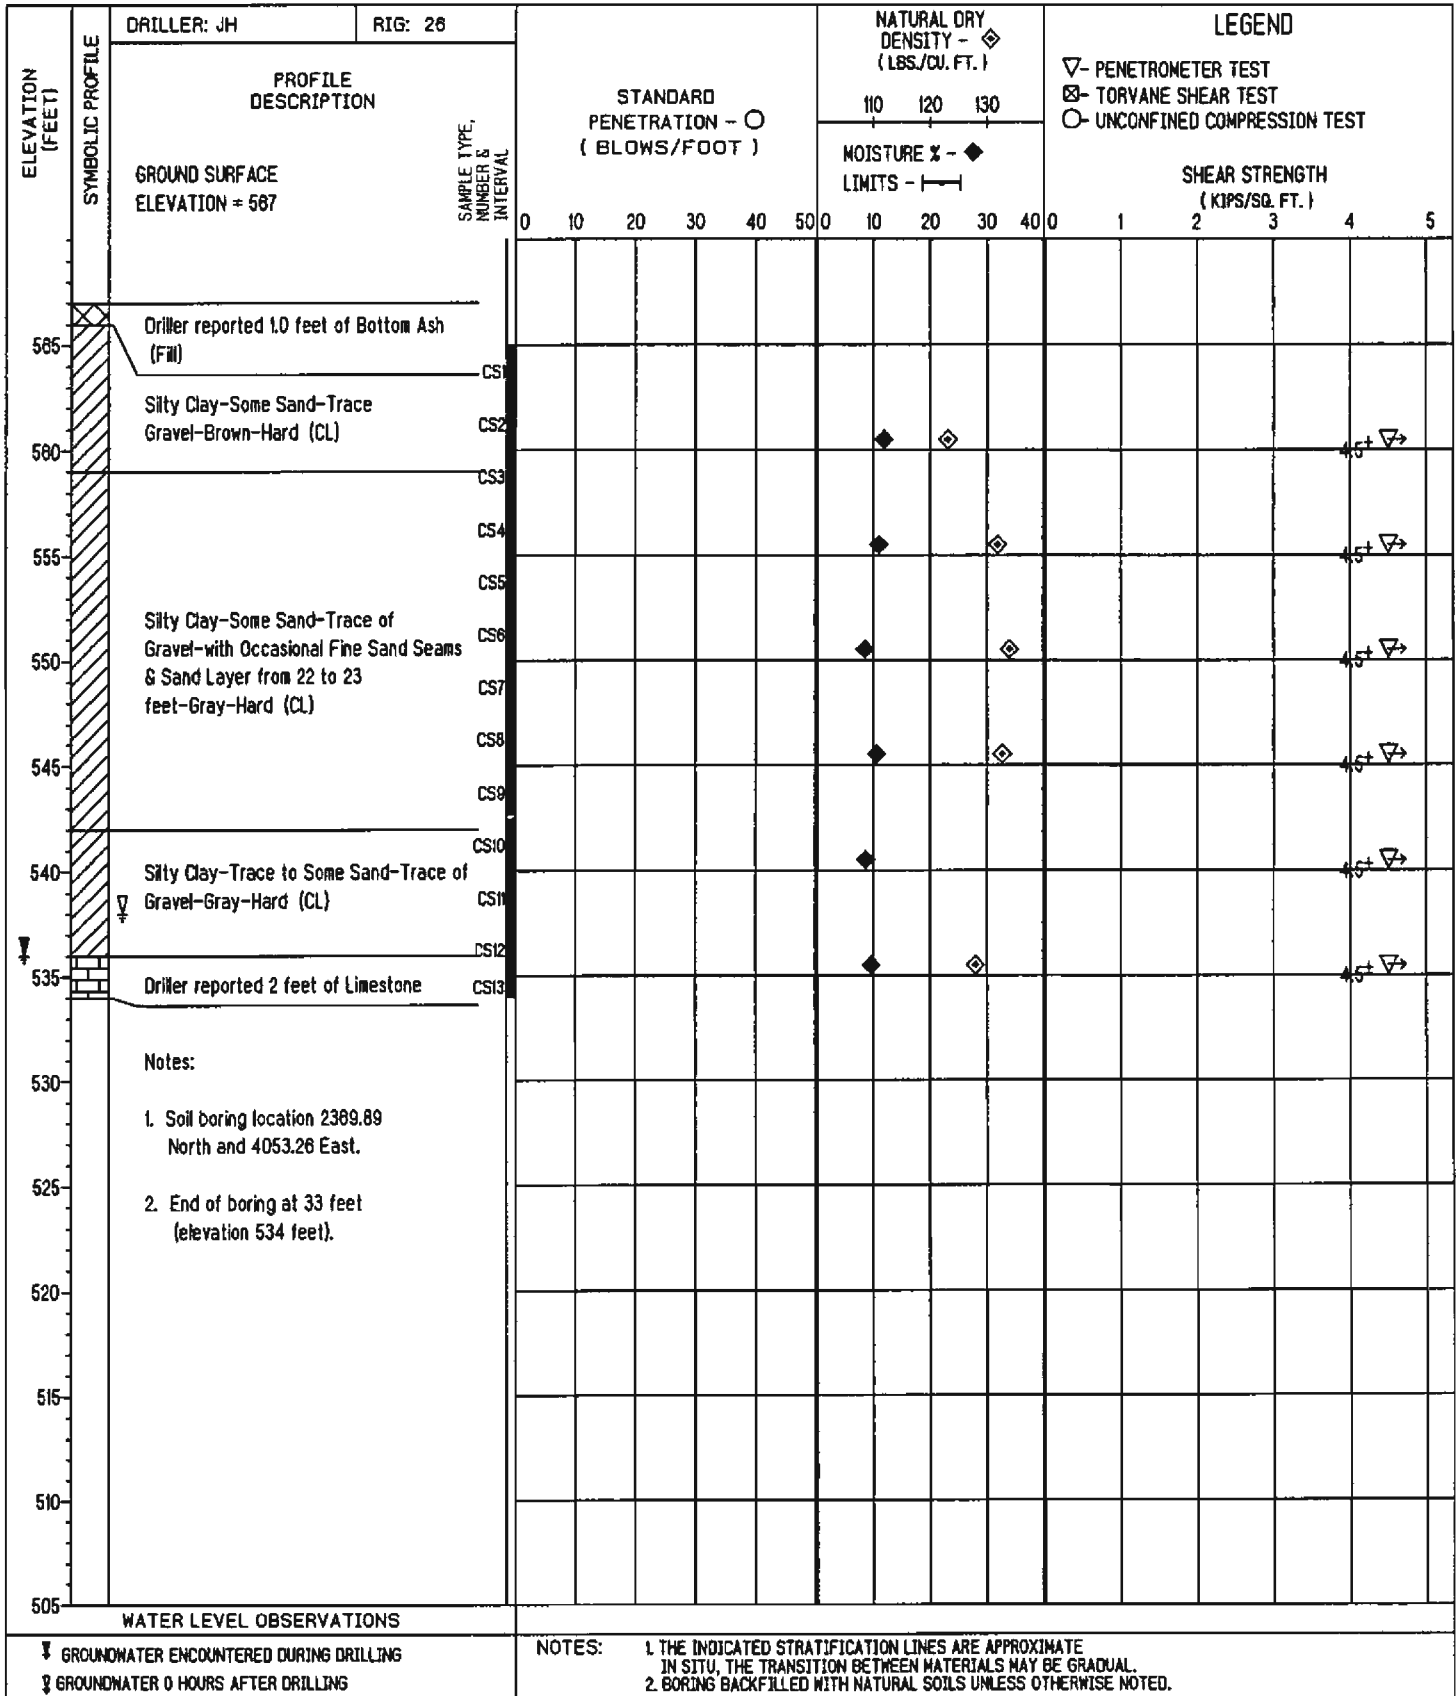 DRILLER: JH
RIG: 26
ELEVATION
(FEET)
SYMBOLIC PROFILE
PROFILE
DESCRIPTION
GROUND SURFACE
ELEVATION = 567
SAMPLE TYPE,
NUMBER &
INTERVAL
STANDARD
PENETRATION -
( BLOWS/FOOT )
0 10 20 30 40 50
NATURAL DRY
DENSITY -
( LBS./CU. FT. )
110 120 130
MOISTURE % -
LIMITS -
0 10 20 30 40
LEGEND
- PENETROMETER TEST
- TORVANE SHEAR TEST
- UNCONFINED COMPRESSION TEST
SHEAR STRENGTH
( KIPS/SQ. FT. )
0 1 2 3 4 5
Driller reported 1.0 feet of Bottom Ash
(Fill)
565
CS1
Silty Clay-Some Sand-Trace
Gravel-Brown-Hard (CL)
CS2
560
4.5+
CS3
CS4
555
4.5+
CS5
Silty Clay-Some Sand-Trace of
Gravel-with Occasional Fine Sand Seams
& Sand Layer from 22 to 23
feet-Gray-Hard (CL)
CS6
550
4.5+
CS7
CS8
545
4.5+
CS9
CS10
540
4.5+
Silty Clay-Trace to Some Sand-Trace of
Gravel-Gray-Hard (CL)
CS11
CS12
535
4.5+
Driller reported 2 feet of Limestone
CS13
Notes:
530
1. Soil boring location 2369.89
North and 4053.26 East.
525
2. End of boring at 33 feet
(elevation 534 feet).
520
515
510
505
WATER LEVEL OBSERVATIONS
GROUNDWATER ENCOUNTERED DURING DRILLING
GROUNDWATER 0 HOURS AFTER DRILLING
NOTES: 1. THE INDICATED STRATIFICATION LINES ARE APPROXIMATE
IN SITU, THE TRANSITION BETWEEN MATERIALS MAY BE GRADUAL.
2. BORING BACKFILLED WITH NATURAL SOILS UNLESS OTHERWISE NOTED.